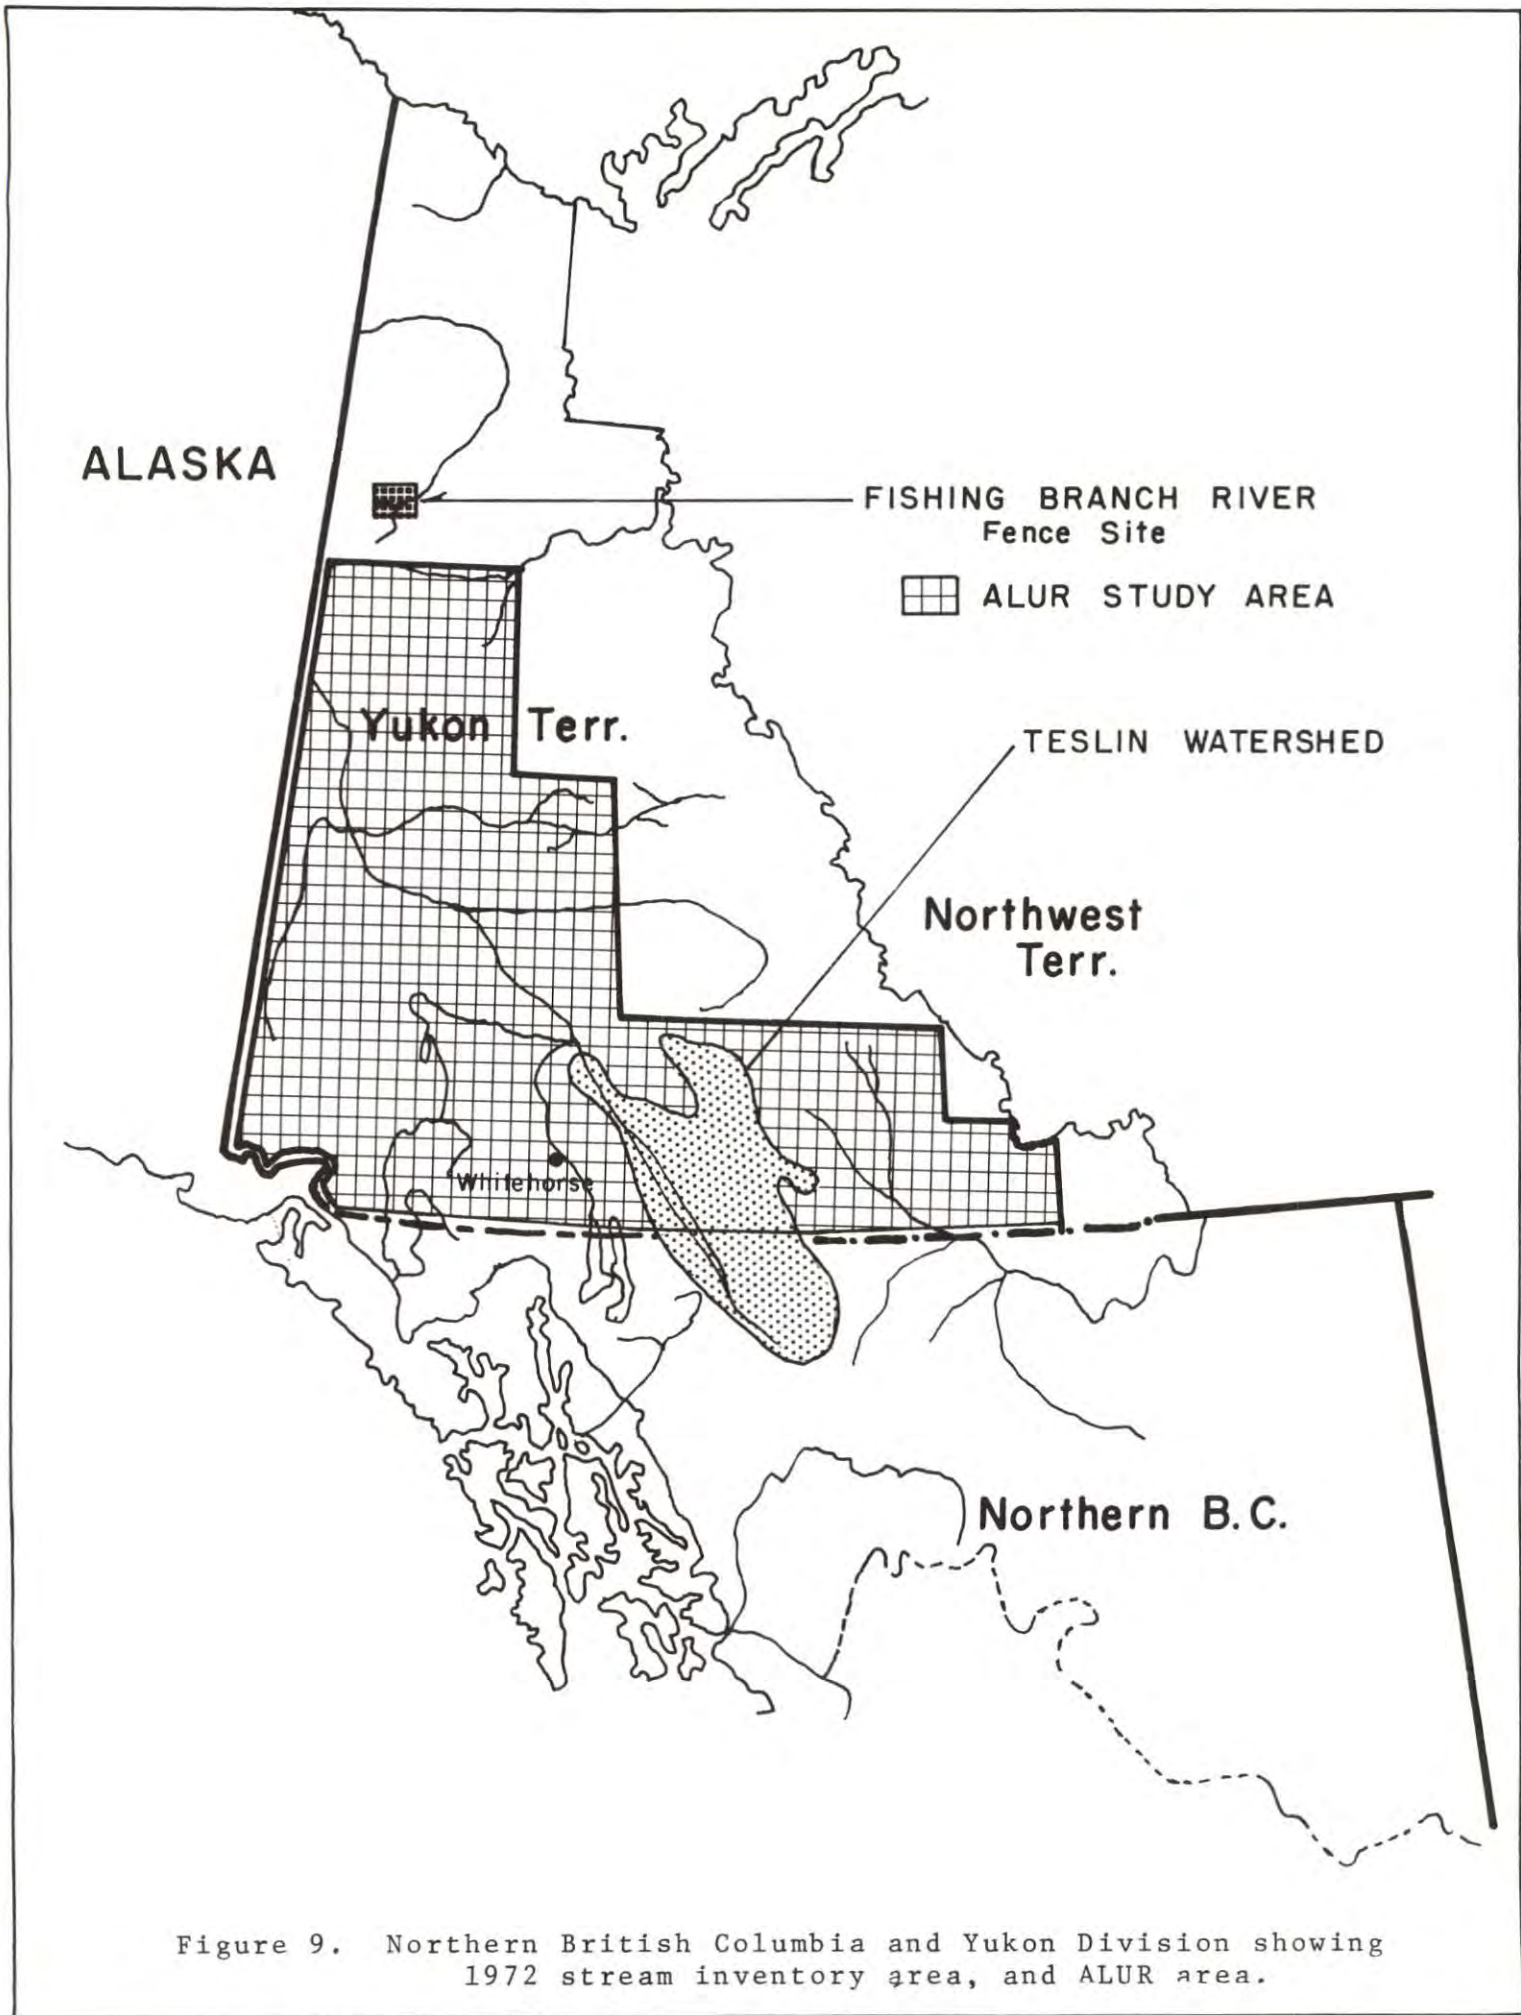 ALASKA
FISHING BRANCH RIVER
Fence Site
ALUR STUDY AREA
Yukon Terr.
TESLIN WATERSHED
Northwest
Terr.
Whitehorse
Northern B.C.
Figure 9. Northern British Columbia and Yukon Division showing
1972 stream inventory area, and ALUR area.